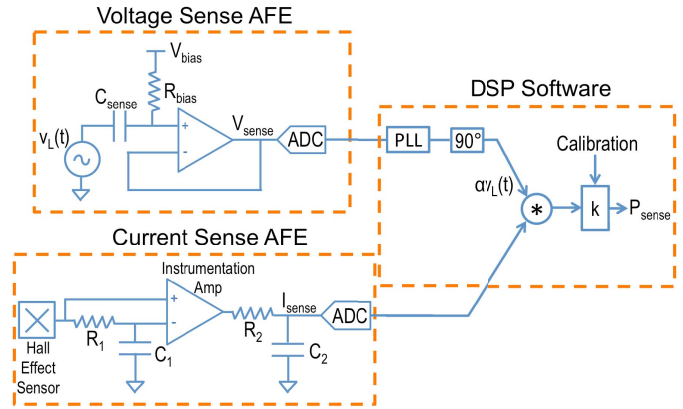 Voltage Sense AFE
V_bias
R_bias
C_sense
v_L(t)
+
-
V_sense
ADC
DSP Software
PLL
90°
Calibration
αv_L(t)
*
k
P_sense
Current Sense AFE
Instrumentation
Amp
+
-
R_1
C_1
R_2
I_sense
C_2
ADC
Hall
Effect
Sensor